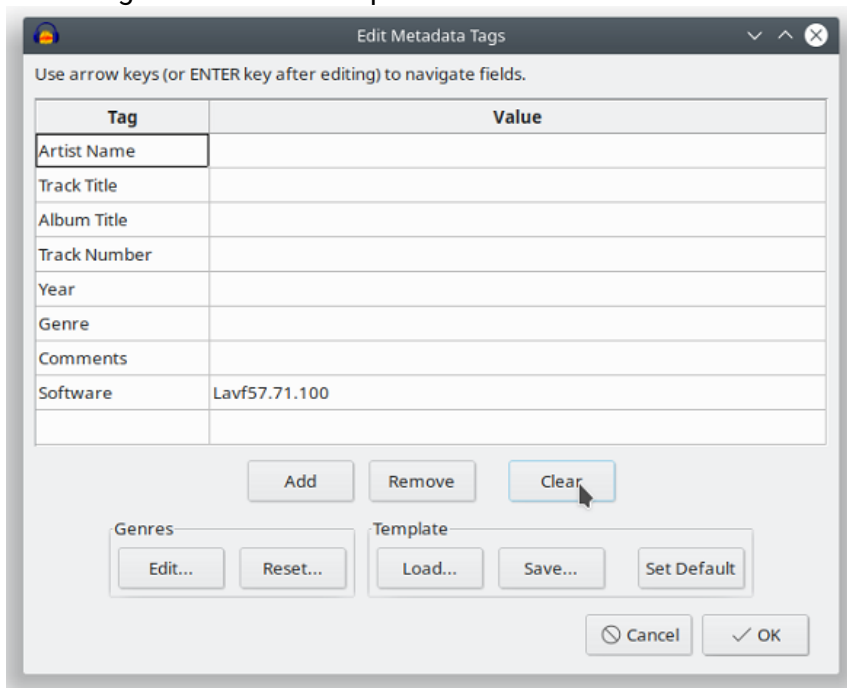 Edit Metadata Tags
Use arrow keys (or ENTER key after editing) to navigate fields.
Tag Value
Artist Name
Track Title
Album Title
Track Number
Year
Genre
Comments
Software Lavf57.71.100
Add Remove Clear
Genres Template
Edit... Reset... Load... Save... Set Default
Cancel OK